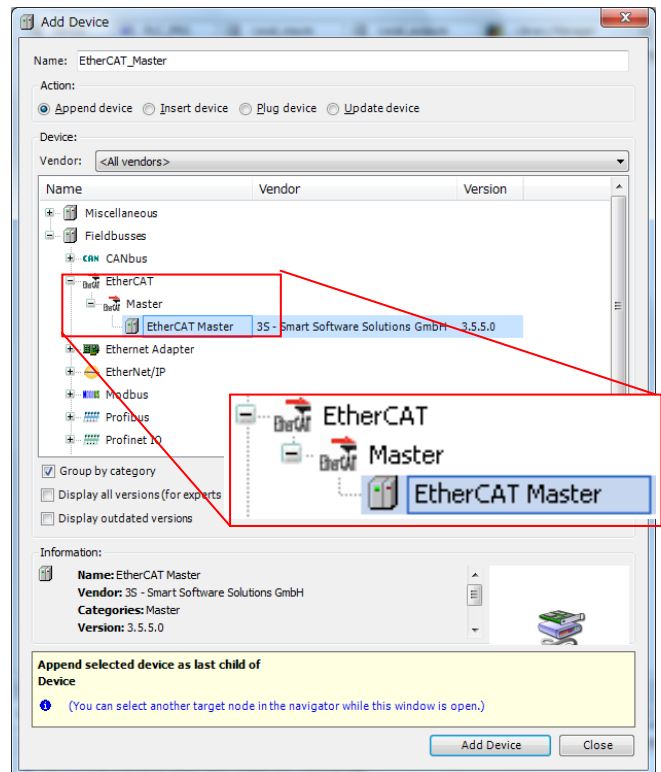 Add Device
Name: EtherCAT_Master
Action:
Append device Insert device Plug device Update device
Device:
Vendor: <All vendors>
Name Vendor Version
Miscellaneous
Fieldbusses
CAN CANbus
EtherCAT
Master
EtherCAT Master 3S - Smart Software Solutions GmbH 3.5.5.0
Ethernet Adapter
EtherNet/IP
Modbus
Profibus
Profinet IO
EtherCAT
Master
EtherCAT Master
Group by category
Display all versions (for experts
Display outdated versions
Information:
Name: EtherCAT Master
Vendor: 3S - Smart Software Solutions GmbH
Categories: Master
Version: 3.5.5.0
Append selected device as last child of
Device
(You can select another target node in the navigator while this window is open.)
Add Device Close